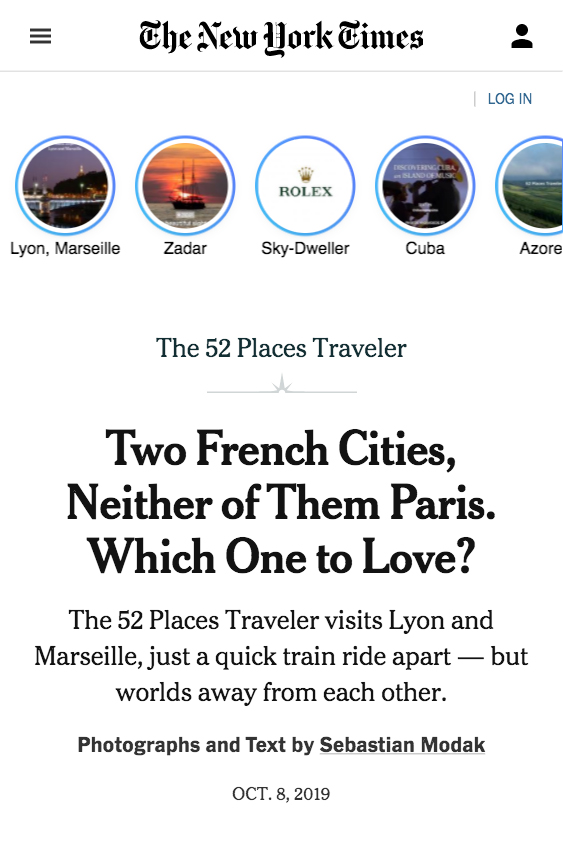 The New York Times
LOG IN
DISCOVERING CUBA,
an ISLAND OF MUSIC
ROLEX
Lyon, Marseille
Zadar
Sky-Dweller
Cuba
Azore
The 52 Places Traveler
Two French Cities,
Neither of Them Paris.
Which One to Love?
The 52 Places Traveler visits Lyon and
Marseille, just a quick train ride apart — but
worlds away from each other.
Photographs and Text by Sebastian Modak
OCT. 8, 2019